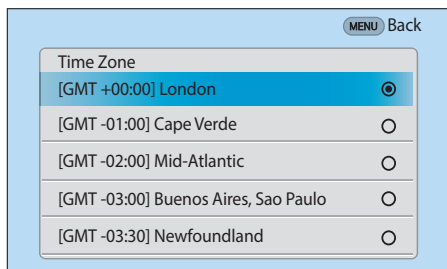 MENU Back
Time Zone
[GMT +00:00] London
[GMT -01:00] Cape Verde
[GMT -02:00] Mid-Atlantic
[GMT -03:00] Buenos Aires, Sao Paulo
[GMT -03:30] Newfoundland